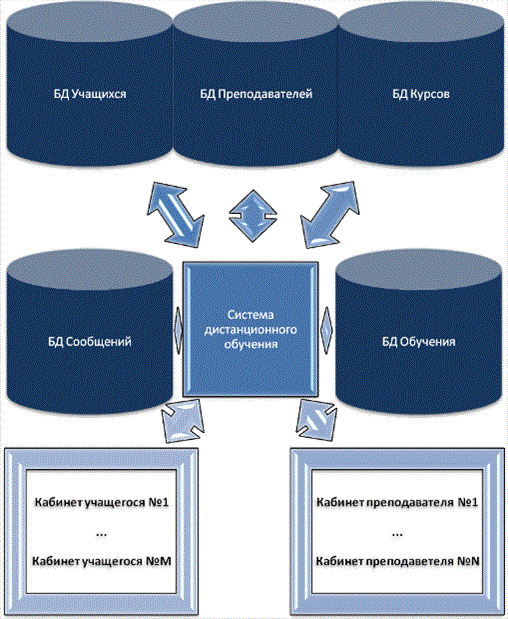 БД Учащихся
БД Преподавателей
БД Курсов
БД Сообщений
Система
дистанционного
обучения
БД Обучения
Кабинет учащегося №1
...
Кабинет учащегося №M
Кабинет преподавателя №1
...
Кабинет преподаветеля №N